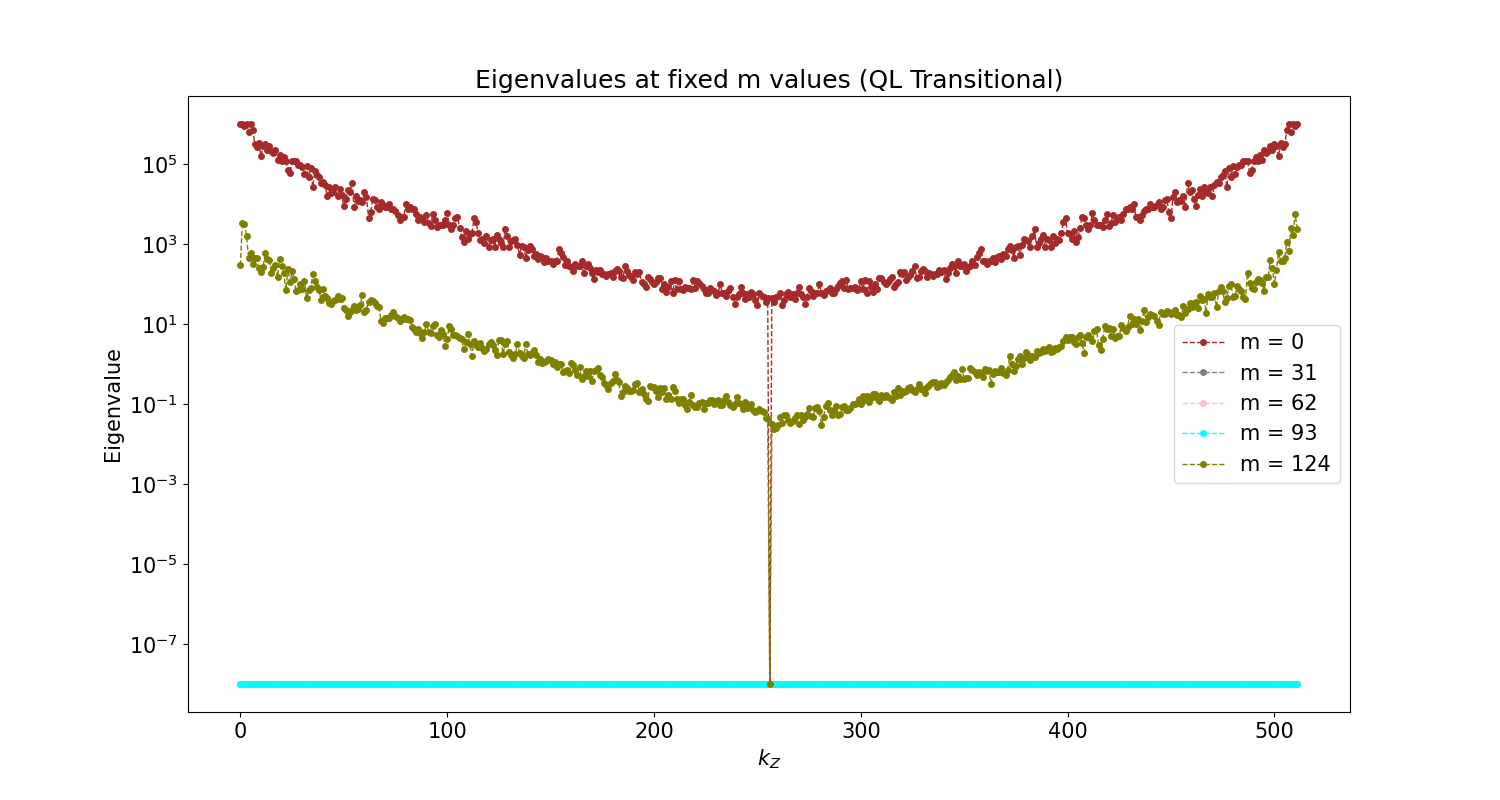 Eigenvalues at fixed m values (QL Transitional)
Eigenvalue
10^5
10^3
10^1
10^-1
10^-3
10^-5
10^-7
m = 0
m = 31
m = 62
m = 93
m = 124
0 100 200 300 400 500
k_Z